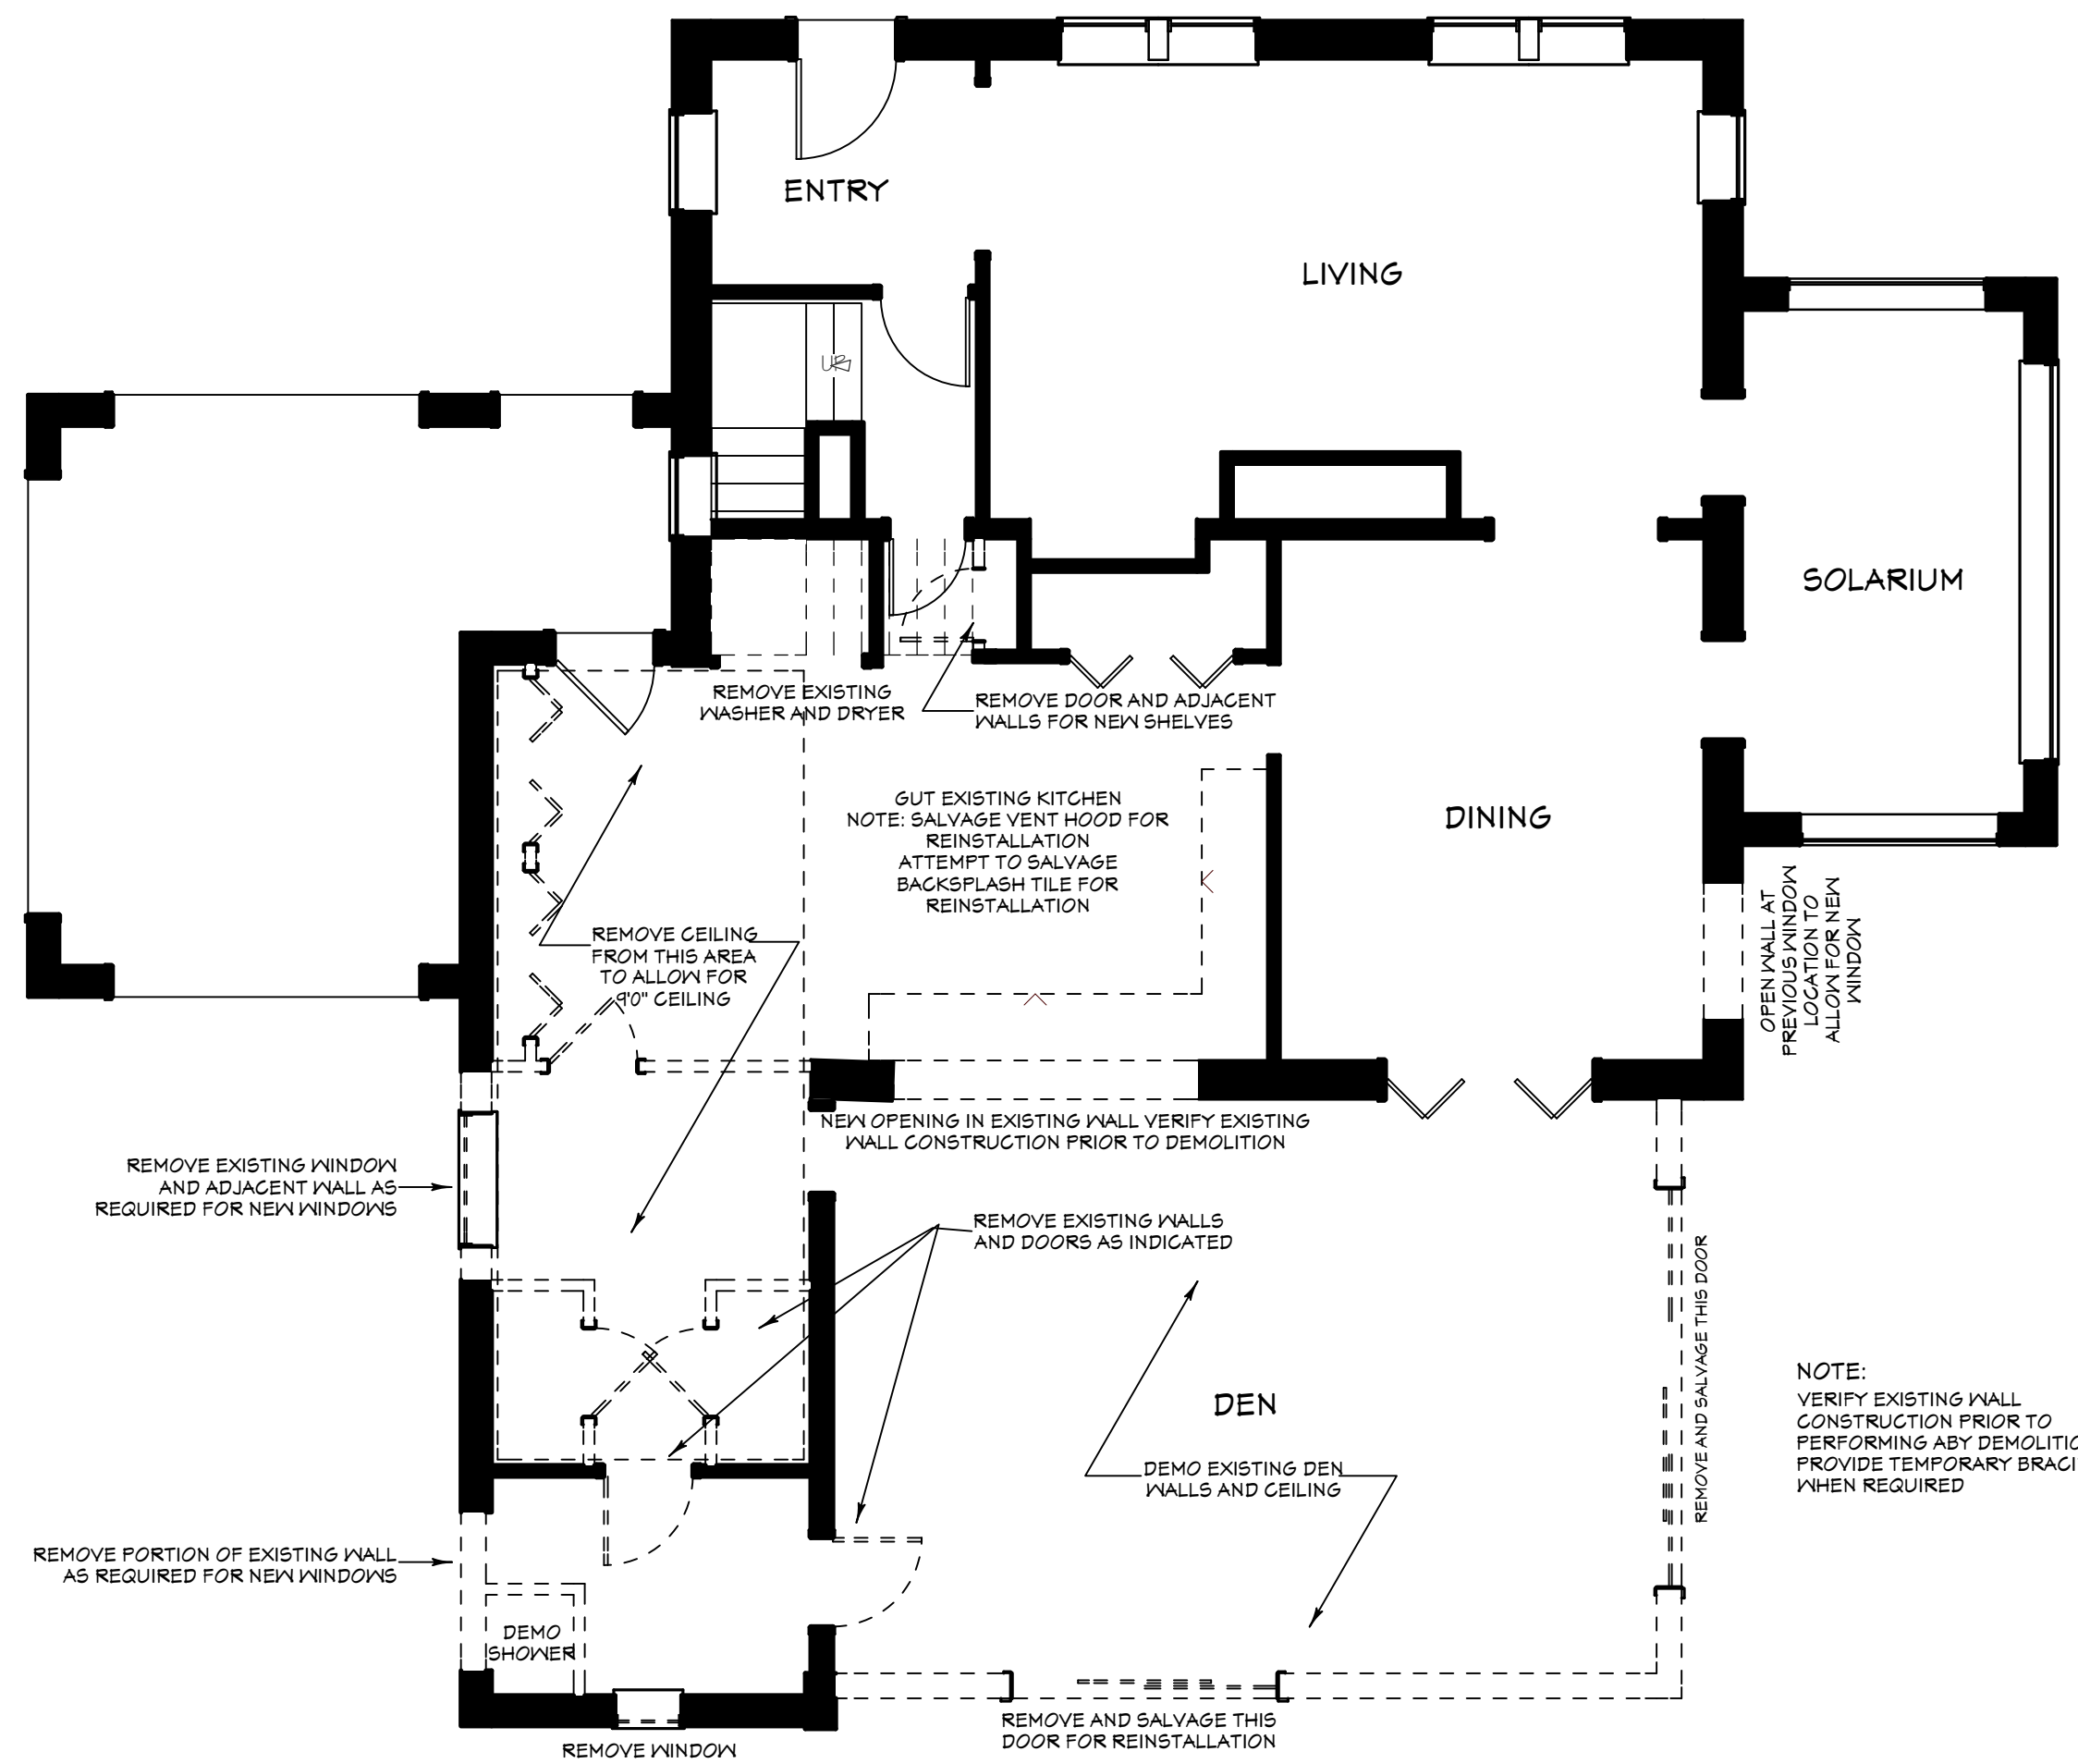 ENTRY
LIVING
UP
SOLARIUM
REMOVE EXISTING
WASHER AND DRYER
REMOVE DOOR AND ADJACENT
WALLS FOR NEW SHELVES
GUT EXISTING KITCHEN
NOTE: SALVAGE VENT HOOD FOR
REINSTALLATION
ATTEMPT TO SALVAGE
BACKSPLASH TILE FOR
REINSTALLATION
DINING
OPEN WALL AT
PREVIOUS WINDOW
LOCATION TO
ALLOW FOR NEW
WINDOW
REMOVE CEILING
FROM THIS AREA
TO ALLOW FOR
9'0" CEILING
NEW OPENING IN EXISTING WALL VERIFY EXISTING
WALL CONSTRUCTION PRIOR TO DEMOLITION
REMOVE EXISTING WINDOW
AND ADJACENT WALL AS
REQUIRED FOR NEW WINDOWS
REMOVE EXISTING WALLS
AND DOORS AS INDICATED
REMOVE AND SALVAGE THIS DOOR
DEN
NOTE:
VERIFY EXISTING WALL
CONSTRUCTION PRIOR TO
PERFORMING ABY DEMOLITIO
PROVIDE TEMPORARY BRACI
WHEN REQUIRED
DEMO EXISTING DEN
WALLS AND CEILING
REMOVE PORTION OF EXISTING WALL
AS REQUIRED FOR NEW WINDOWS
DEMO
SHOWER
REMOVE AND SALVAGE THIS
DOOR FOR REINSTALLATION
REMOVE WINDOW